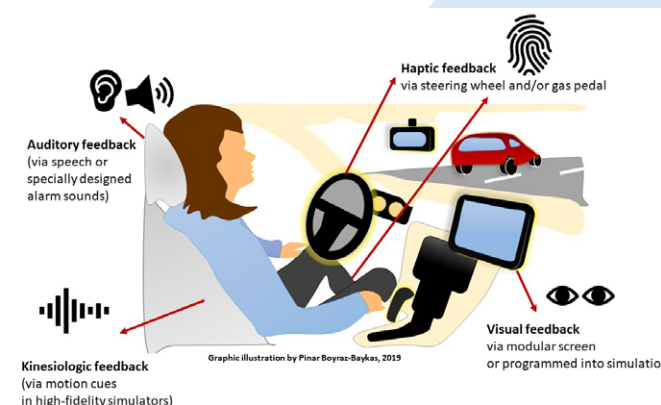 Haptic feedback
via steering wheel and/or gas pedal
Auditory feedback
(via speech or
specially designed
alarm sounds)
Visual feedback
via modular screen
or programmed into simulatio
Graphic illustration by Pinar Boyraz-Baykas, 2019
Kinesiologic feedback
(via motion cues
in high-fidelity simulators)